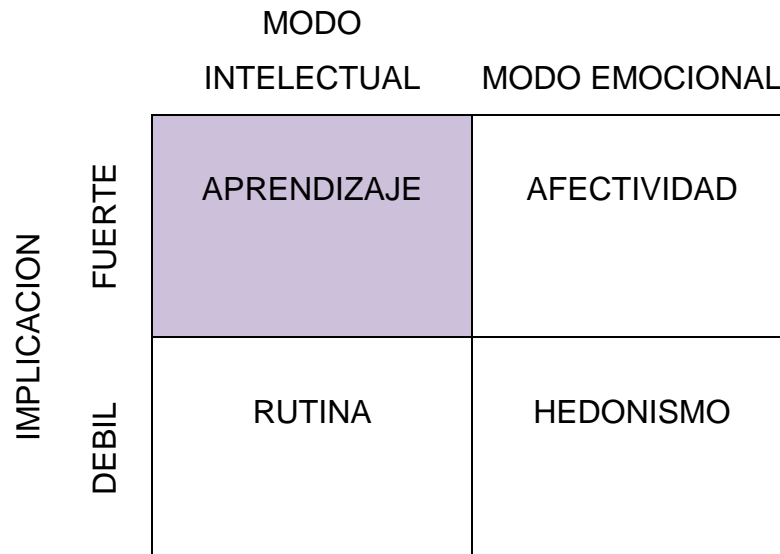 MODO
INTELECTUAL MODO EMOCIONAL
IMPLICACION
FUERTE
APRENDIZAJE AFECTIVIDAD
DEBIL
RUTINA HEDONISMO